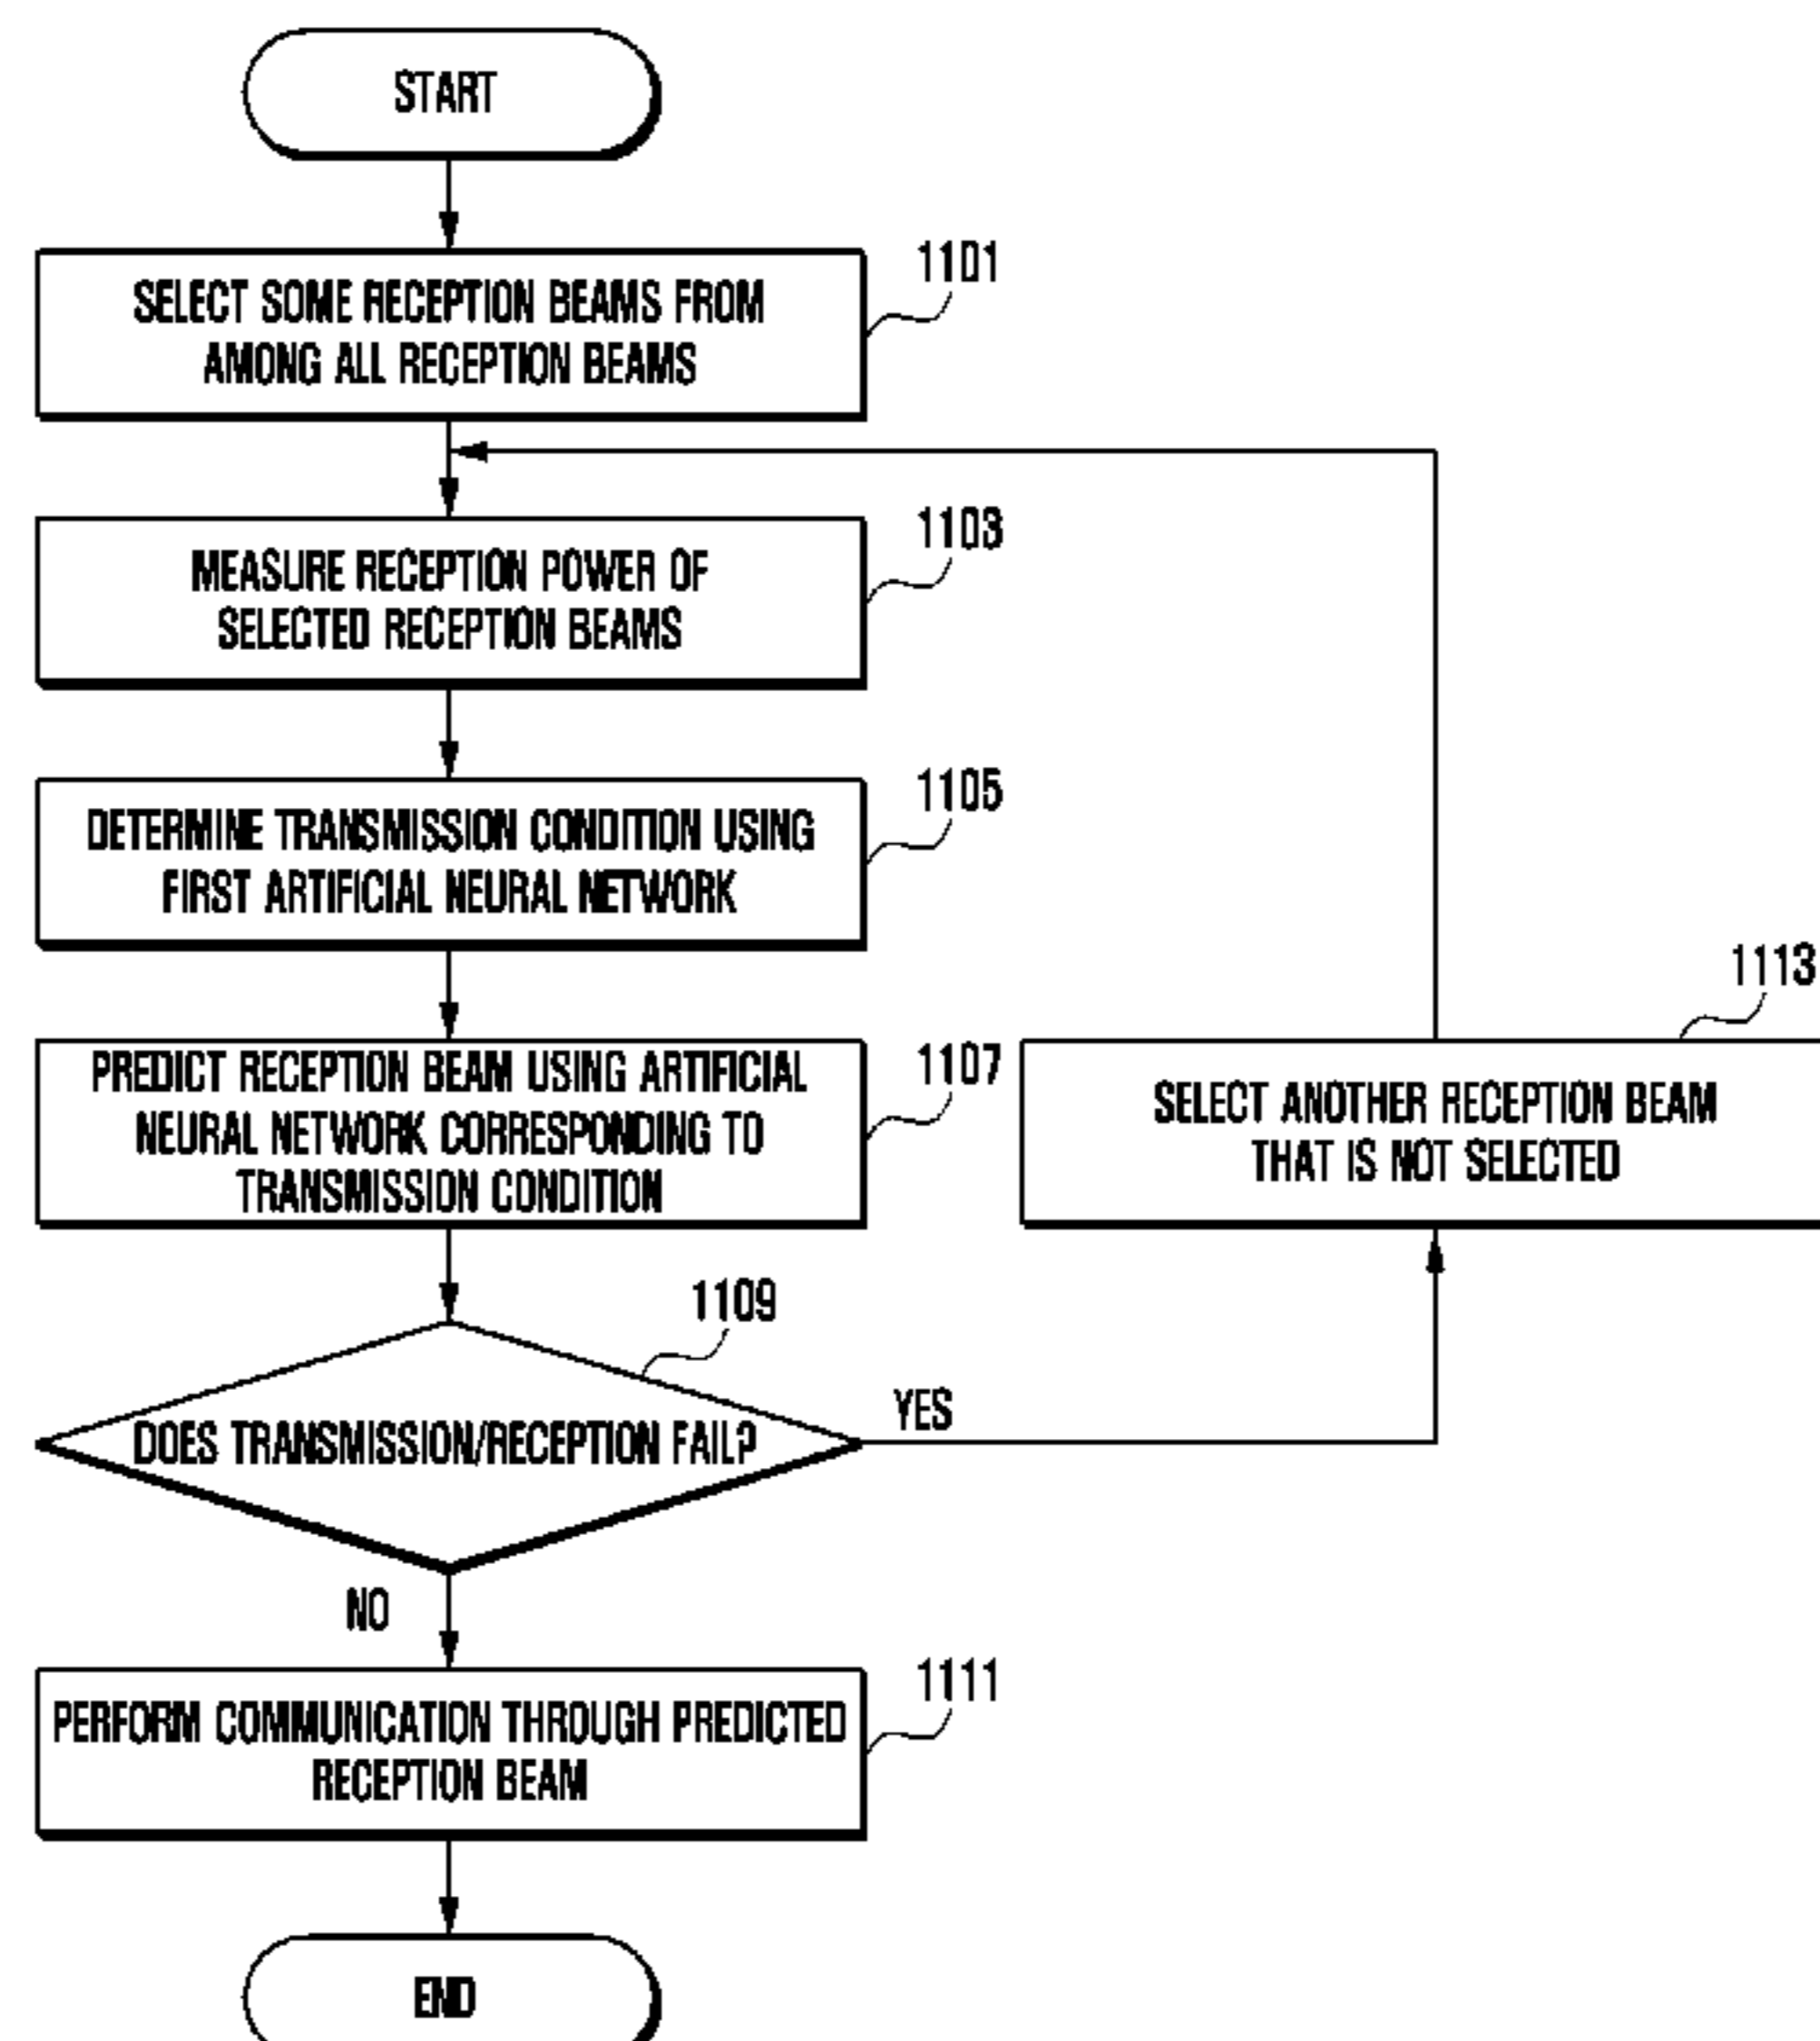 START
1101
SELECT SOME RECEPTION BEAMS FROM
AMONG ALL RECEPTION BEAMS
1103
MEASURE RECEPTION POWER OF
SELECTED RECEPTION BEAMS
1105
DETERMINE TRANSMISSION CONDITION USING
FIRST ARTIFICIAL NEURAL NETWORK
1107
PREDICT RECEPTION BEAM USING ARTIFICIAL
NEURAL NETWORK CORRESPONDING TO
TRANSMISSION CONDITION
1113
SELECT ANOTHER RECEPTION BEAM
THAT IS NOT SELECTED
1109
DOES TRANSMISSION/RECEPTION FAIL?
YES
NO
1111
PERFORM COMMUNICATION THROUGH PREDICTED
RECEPTION BEAM
END